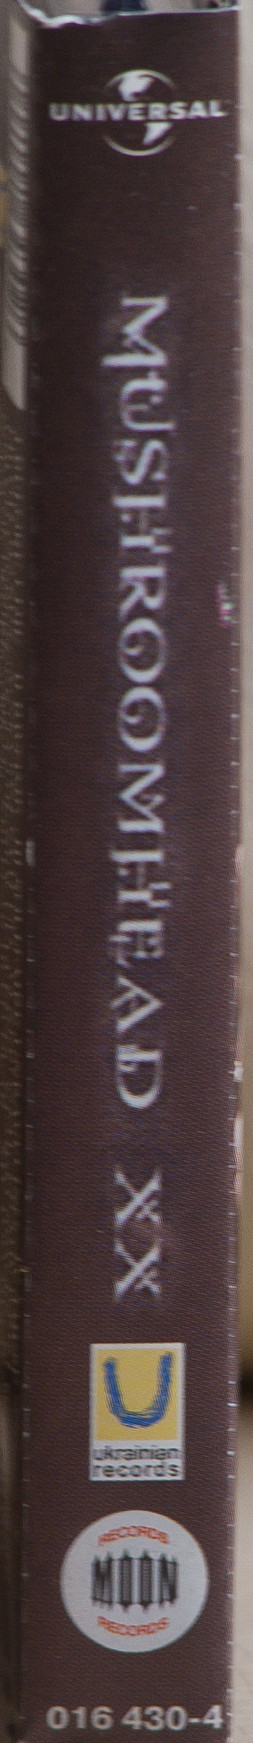 UNIVERSAL
MUSHROOMHEAD XX
ukrainian
records
RECORDS
MOON
RECORDS
016 430-4